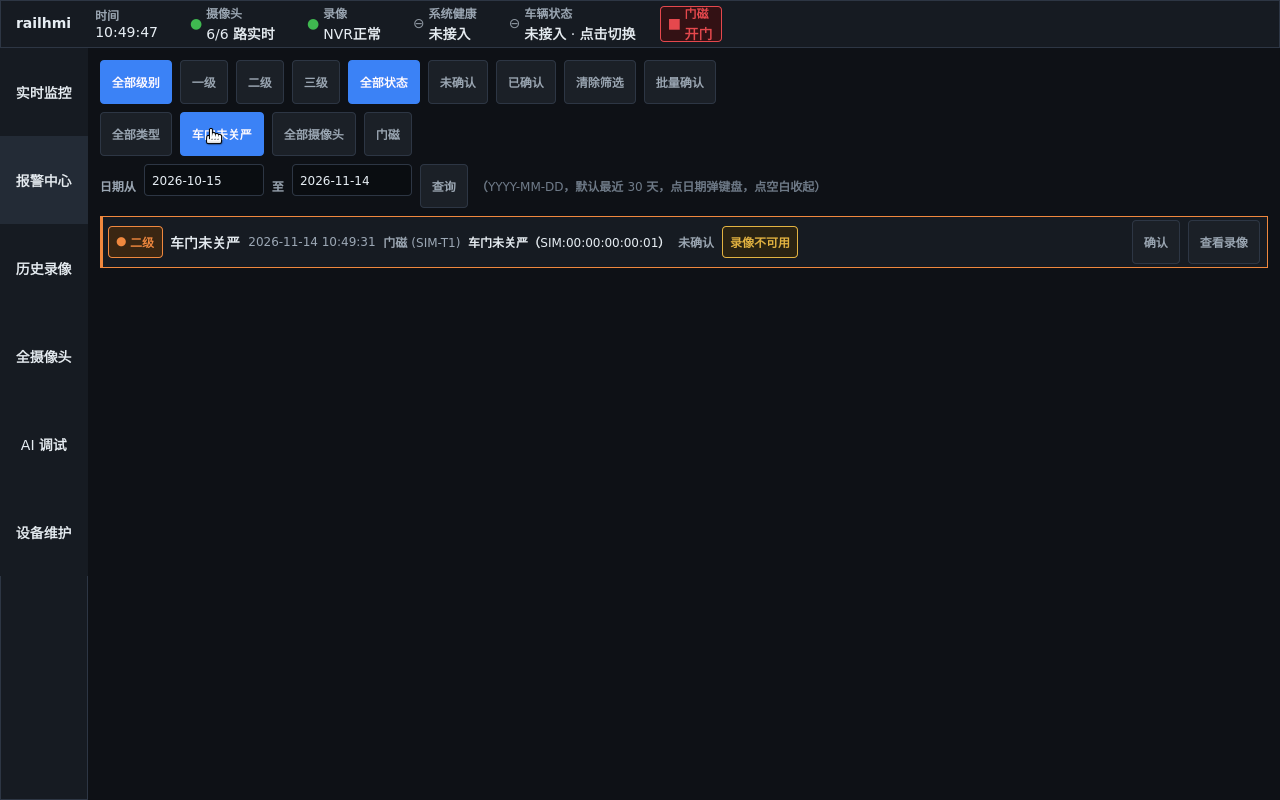 railhmi
时间
10:49:47
摄像头
6/6 路实时
录像
NVR正常
系统健康
未接入
车辆状态
未接入 · 点击切换
门磁
开门
实时监控
报警中心
历史录像
全摄像头
AI 调试
设备维护
全部级别 一级 二级 三级 全部状态 未确认 已确认 清除筛选 批量确认
全部类型 车门未关严 全部摄像头 门磁
日期从 2026-10-15 至 2026-11-14 查询 (YYYY-MM-DD，默认最近 30 天，点日期弹键盘，点空白收起)
二级 车门未关严 2026-11-14 10:49:31 门磁 (SIM-T1) 车门未关严（SIM:00:00:00:00:01） 未确认 录像不可用 确认 查看录像